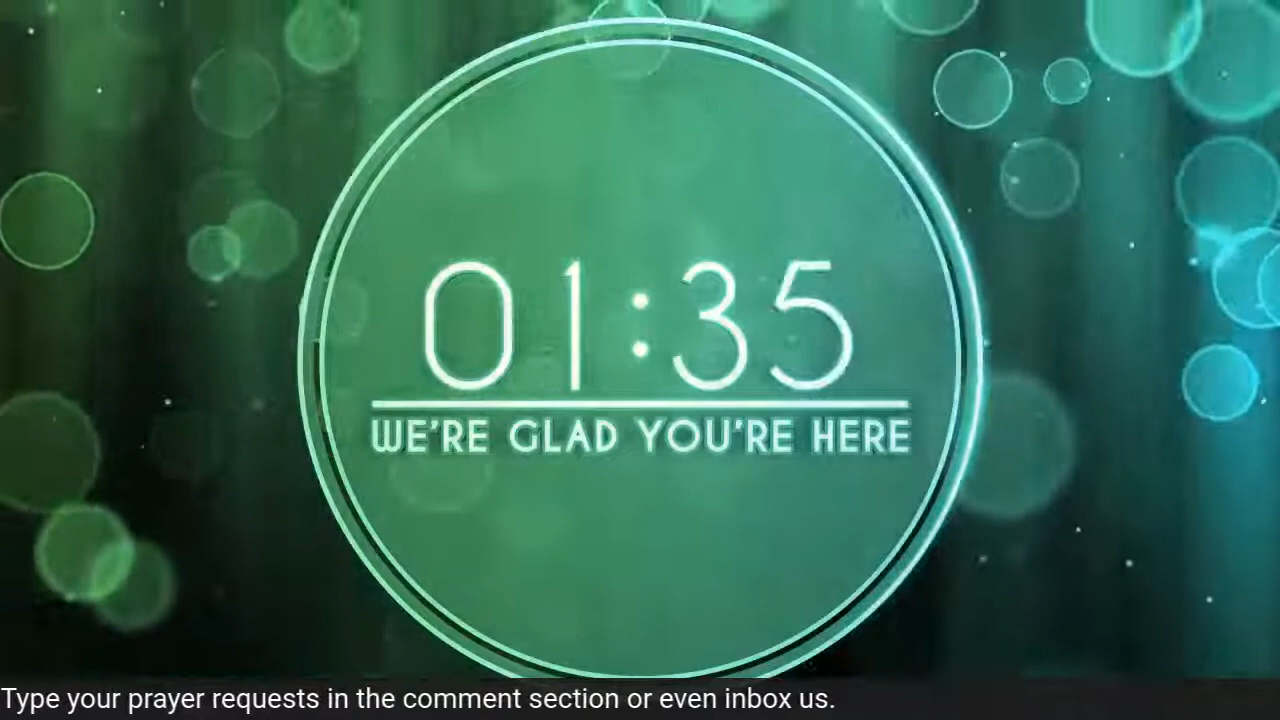 01:35
WE'RE GLAD YOU'RE HERE
Type your prayer requests in the comment section or even inbox us.